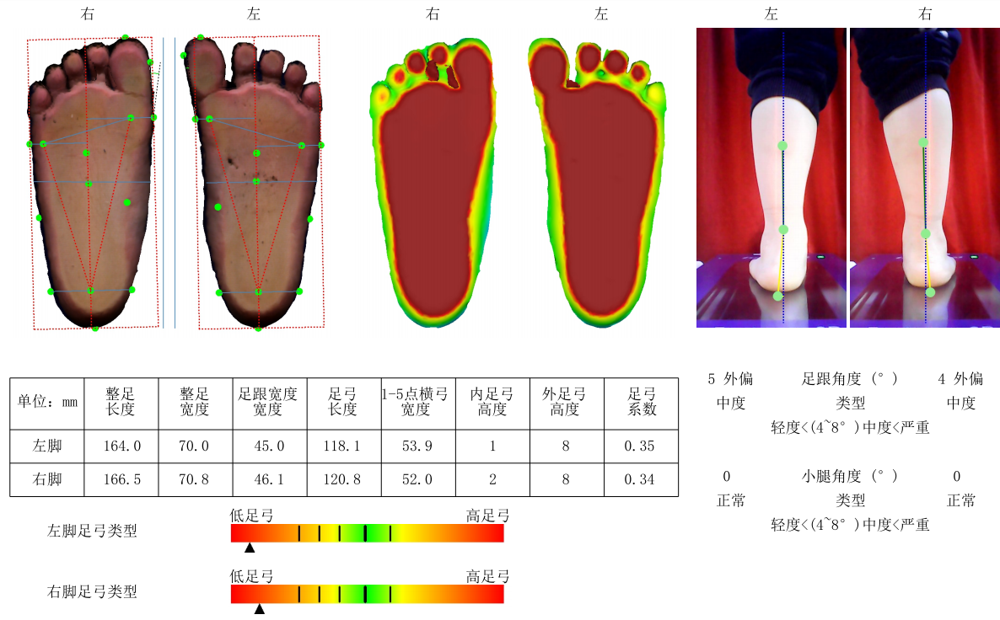 右 左 右 左 左 右
单位：mm 整足长度 整足宽度 足跟宽度宽度 足弓长度 1-5点横弓宽度 内足弓高度 外足弓高度 足弓系数
左脚 164.0 70.0 45.0 118.1 53.9 1 8 0.35
右脚 166.5 70.8 46.1 120.8 52.0 2 8 0.34
低足弓 高足弓
左脚足弓类型
低足弓 高足弓
右脚足弓类型
5 外偏 足跟角度 (°) 4 外偏
中度 类型 中度
轻度<(4~8°)中度<严重
0 小腿角度 (°) 0
正常 类型 正常
轻度<(4~8°)中度<严重